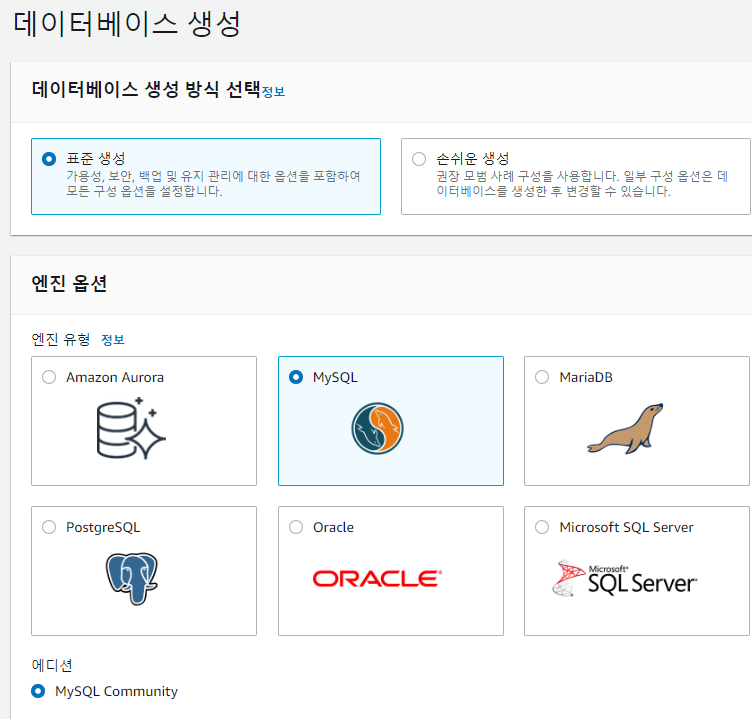 데이터베이스 생성
데이터베이스 생성 방식 선택정보
표준 생성
가용성, 보안, 백업 및 유지 관리에 대한 옵션을 포함하여
모든 구성 옵션을 설정합니다.
손쉬운 생성
권장 모범 사례 구성을 사용합니다. 일부 구성 옵션은 데
이터베이스를 생성한 후 변경할 수 있습니다.
엔진 옵션
엔진 유형 정보
Amazon Aurora
MySQL
MariaDB
PostgreSQL
Oracle
ORACLE®
Microsoft SQL Server
Microsoft®
SQL Server®
에디션
MySQL Community